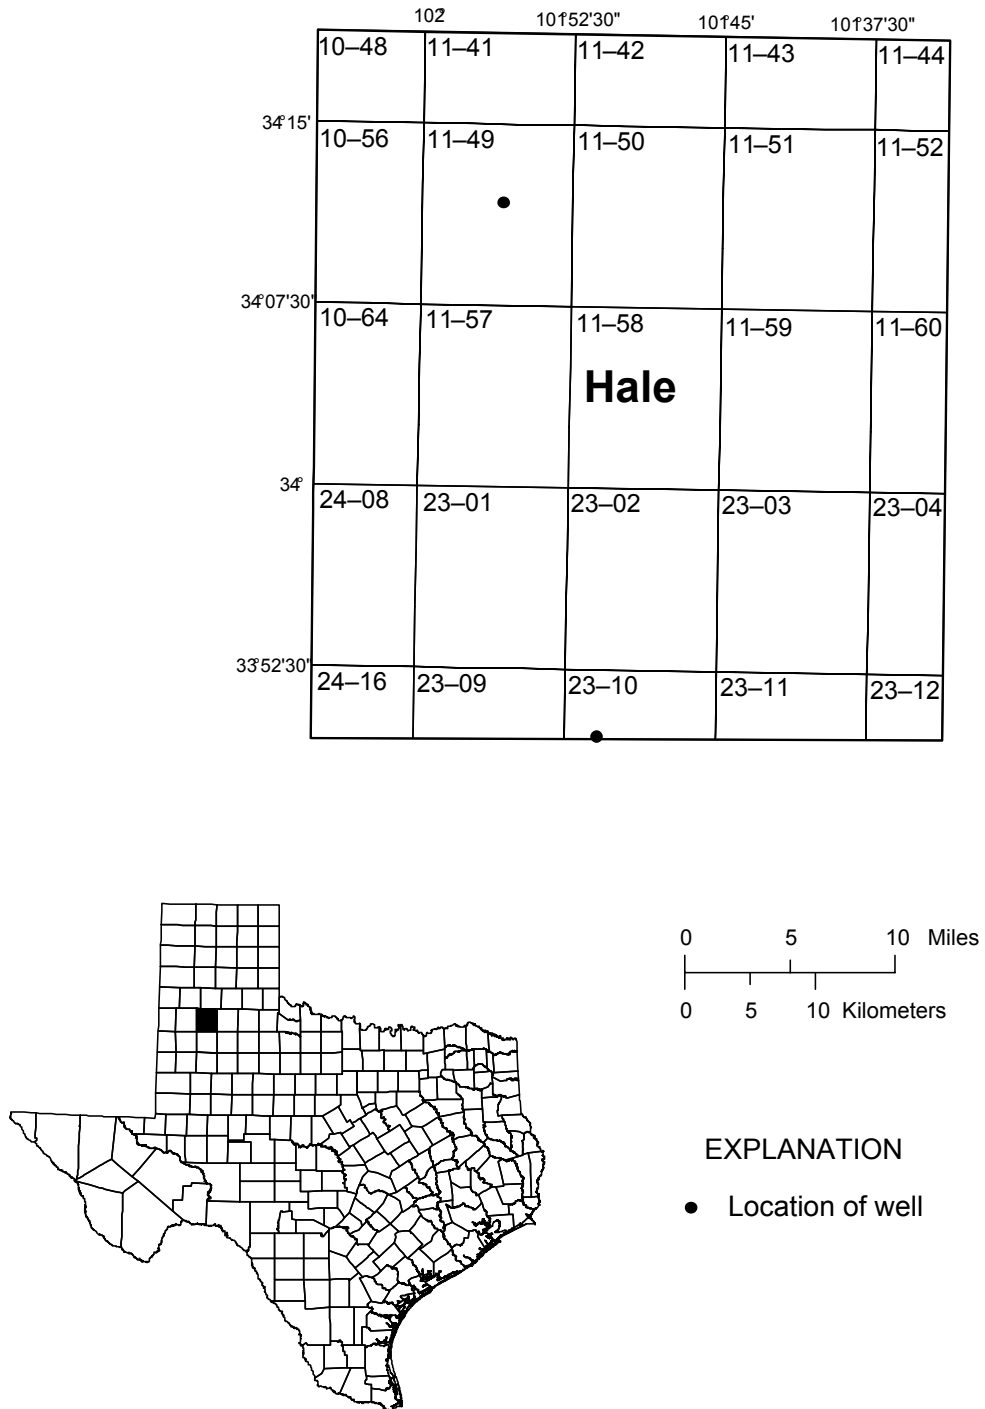 102° 101°52'30" 101°45' 101°37'30"
10–48 11–41 11–42 11–43 11–44
34°15'
10–56 11–49 11–50 11–51 11–52
34°07'30"
10–64 11–57 11–58 11–59 11–60
Hale
34°
24–08 23–01 23–02 23–03 23–04
33°52'30"
24–16 23–09 23–10 23–11 23–12
0 5 10 Miles
0 5 10 Kilometers
EXPLANATION
Location of well